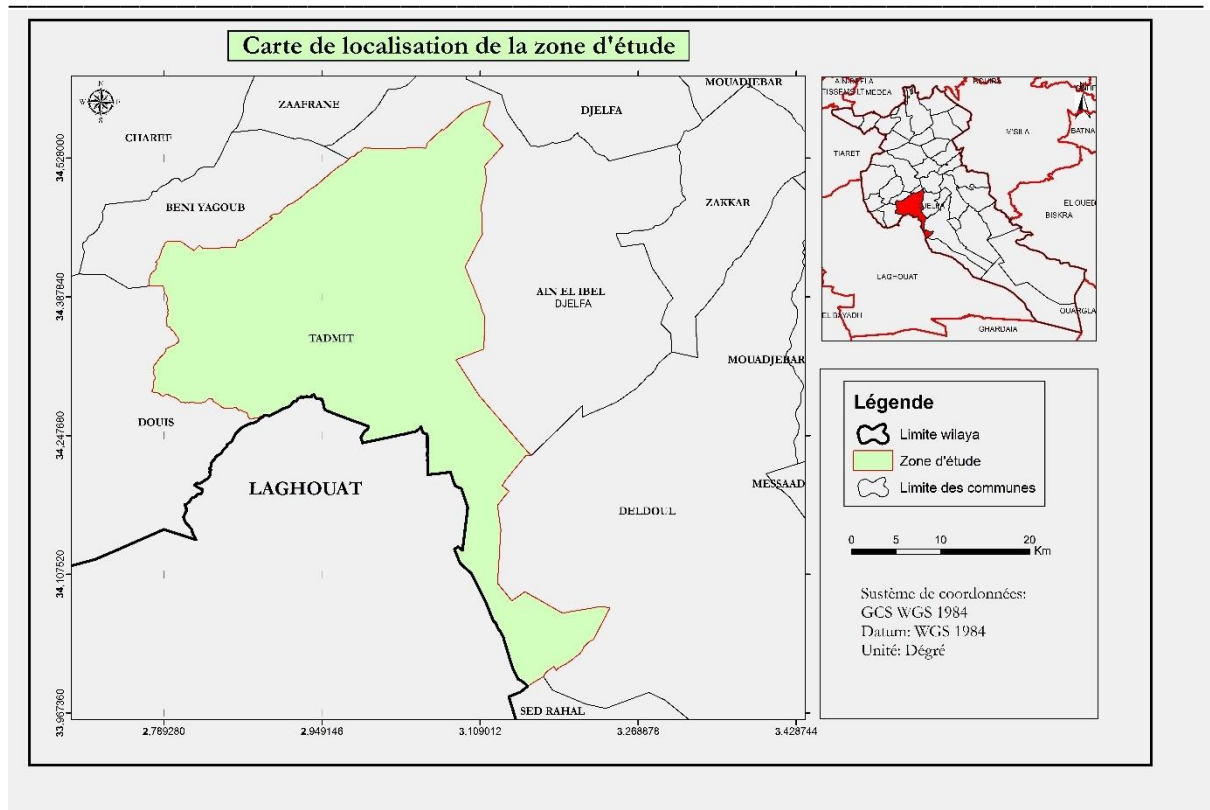 Carte de localisation de la zone d'étude
N
W
E
S
MOUADJEBAR
ZAAFRANE
DJELFA
CHAREF
ZAKKAR
BENI YAGOUB
AIN EL IBEL
DJELFA
TADMIT
MOUADJEBAR
DOUIS
LAGHOUAT
MESSAAD
DELDOUL
SED RAHAL
34.528000
34.387840
34.247680
34.107520
33.967360
2.789280
2.949146
3.109012
3.268878
3.428744
MEDEA
M'SILA
BATNA
TIARET
EL OUED
BISKRA
LAGHOUAT
OUARGLA
GHARDAIA
Légende
Limite wilaya
Zone d'étude
Limite des communes
0 5 10 20
Km
Sustème de coordonnées:
GCS WGS 1984
Datum: WGS 1984
Unité: Dégré